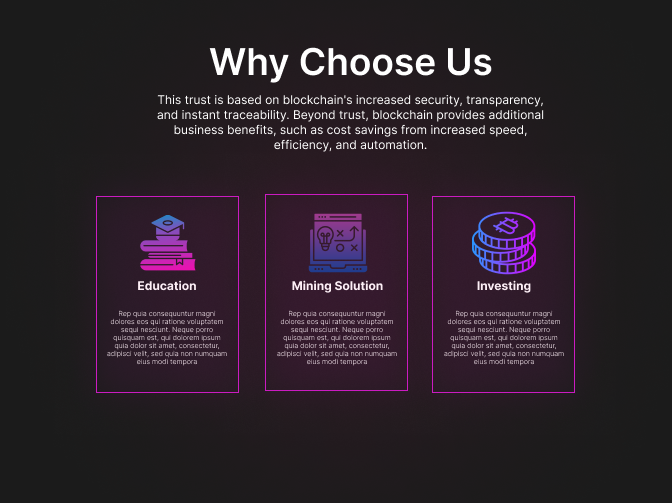 Why Choose Us
This trust is based on blockchain's increased security, transparency,
and instant traceability. Beyond trust, blockchain provides additional
business benefits, such as cost savings from increased speed,
efficiency, and automation.
Education
Rep quia consequuntur magni
dolores eos qui ratione voluptatem
sequi nesciunt. Neque porro
quisquam est, qui dolorem ipsum
quia dolor sit amet, consectetur,
adipisci velit, sed quia non numquam
eius modi tempora
Mining Solution
Rep quia consequuntur magni
dolores eos qui ratione voluptatem
sequi nesciunt. Neque porro
quisquam est, qui dolorem ipsum
quia dolor sit amet, consectetur,
adipisci velit, sed quia non numquam
eius modi tempora
Investing
Rep quia consequuntur magni
dolores eos qui ratione voluptatem
sequi nesciunt. Neque porro
quisquam est, qui dolorem ipsum
quia dolor sit amet, consectetur,
adipisci velit, sed quia non numquam
eius modi tempora